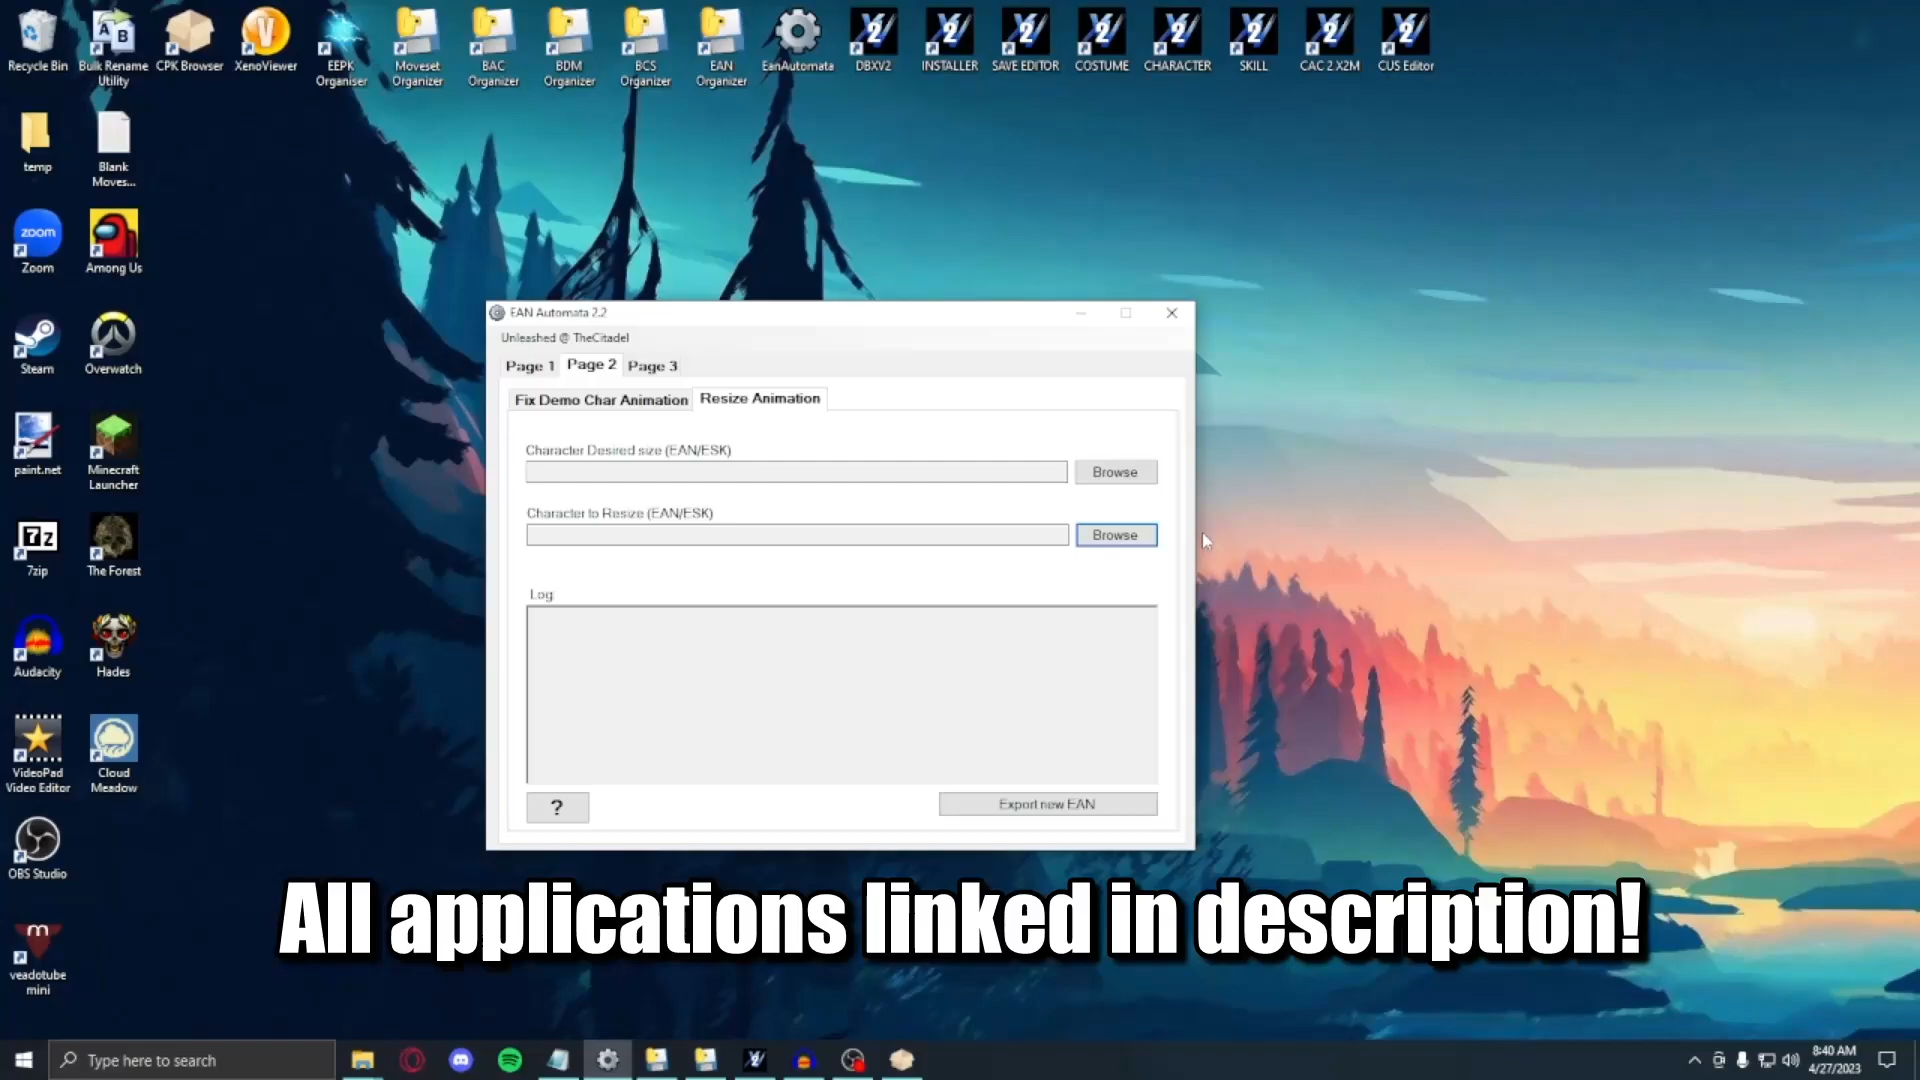 Recycle Bin
Bulk Rename
Utility
CPK Browser
XenoViewer
EEPK
Organiser
Moveset
Organizer
BAC
Organizer
BDM
Organizer
BCS
Organizer
EAN
Organizer
EanAutomata
DBXV2
INSTALLER
SAVE EDITOR
COSTUME
CHARACTER
SKILL
CAC 2 X2M
CUS Editor
temp
Blank
Moves...
zoom
Zoom
Among Us
Steam
Overwatch
paint.net
Minecraft
Launcher
7z
7zip
The Forest
Audacity
Hades
VideoPad
Video Editor
Cloud
Meadow
OBS Studio
veadotube
mini
EAN Automata 2.2
Unleashed @ TheCitadel
Page 1 Page 2 Page 3
Fix Demo Char Animation Resize Animation
Character Desired size (EAN/ESK)
Browse
Character to Resize (EAN/ESK)
Browse
Log:
? Export new EAN
All applications linked in description!
Type here to search
8:40 AM
4/27/2023